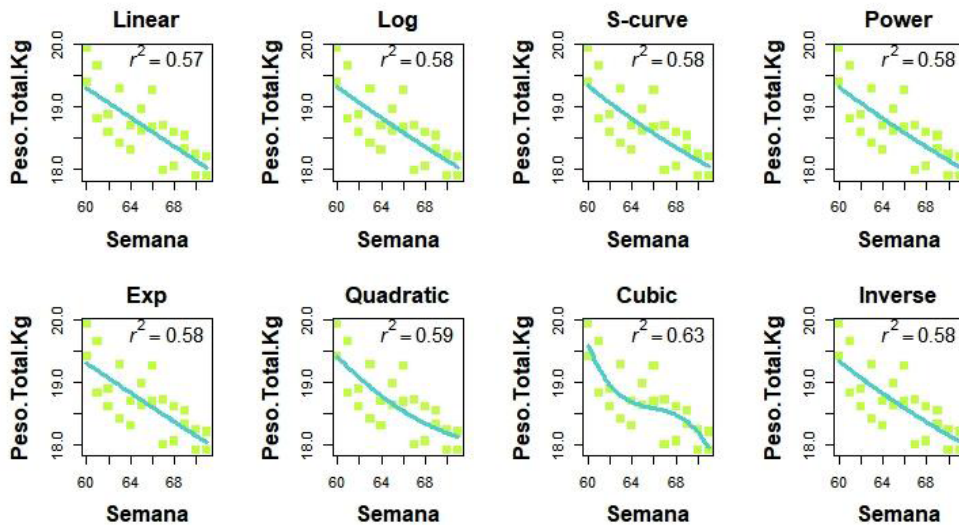 Linear
r² = 0.57
Peso.Total.Kg
20.0
19.0
18.0
60
64
68
Semana
Log
r² = 0.58
Peso.Total.Kg
20.0
19.0
18.0
60
64
68
Semana
S-curve
r² = 0.58
Peso.Total.Kg
20.0
19.0
18.0
60
64
68
Semana
Power
r² = 0.58
Peso.Total.Kg
20.0
19.0
18.0
60
64
68
Semana
Exp
r² = 0.58
Peso.Total.Kg
20.0
19.0
18.0
60
64
68
Semana
Quadratic
r² = 0.59
Peso.Total.Kg
20.0
19.0
18.0
60
64
68
Semana
Cubic
r² = 0.63
Peso.Total.Kg
20.0
19.0
18.0
60
64
68
Semana
Inverse
r² = 0.58
Peso.Total.Kg
20.0
19.0
18.0
60
64
68
Semana